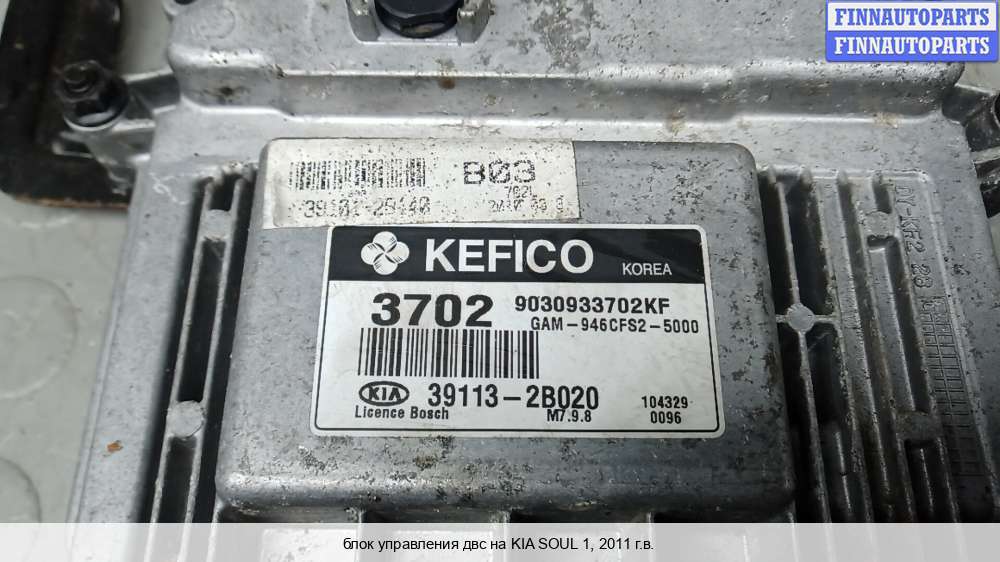 FINNAUTOPARTS
FINNAUTOPARTS
B03
KEFICO KOREA
3702 9030933702KF
GAM-946CFS2-5000
KIA 39113-2B020 104329
Licence Bosch M7.9.8 0096
блок управления двс на KIA SOUL 1, 2011 г.в.